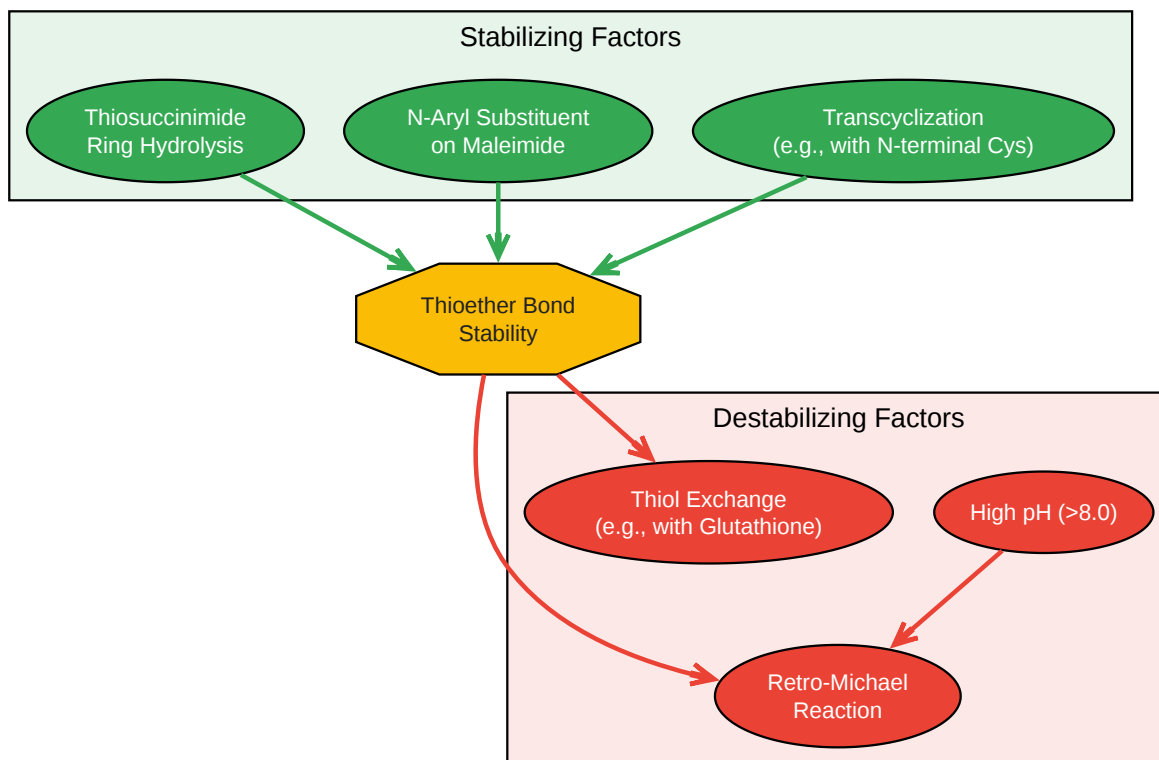 Stabilizing Factors
Thiosuccinimide
Ring Hydrolysis
N-Aryl Substituent
on Maleimide
Transcyclization
(e.g., with N-terminal Cys)
Thioether Bond
Stability
Destabilizing Factors
Thiol Exchange
(e.g., with Glutathione)
High pH (>8.0)
Retro-Michael
Reaction